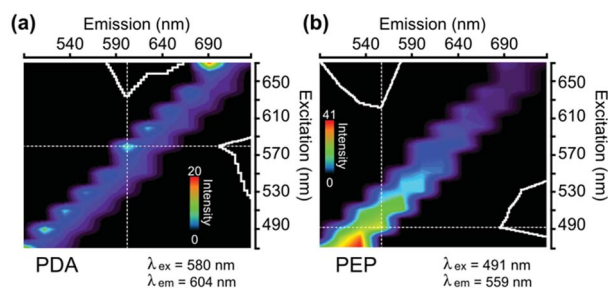 (a)
Emission (nm)
540 590 640 690
650
610
570
530
490
Excitation (nm)
20
Intensity
0
PDA
λex = 580 nm
λem = 604 nm
(b)
Emission (nm)
540 590 640 690
650
610
570
530
490
Excitation (nm)
41
Intensity
0
PEP
λex = 491 nm
λem = 559 nm